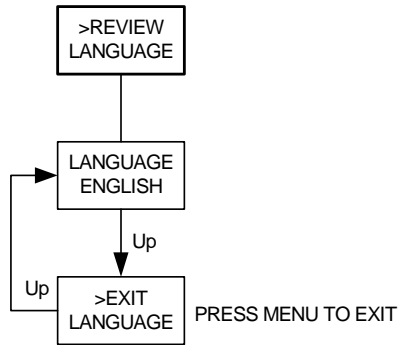 >REVIEW
LANGUAGE
LANGUAGE
ENGLISH
Up
Up
>EXIT
LANGUAGE
PRESS MENU TO EXIT